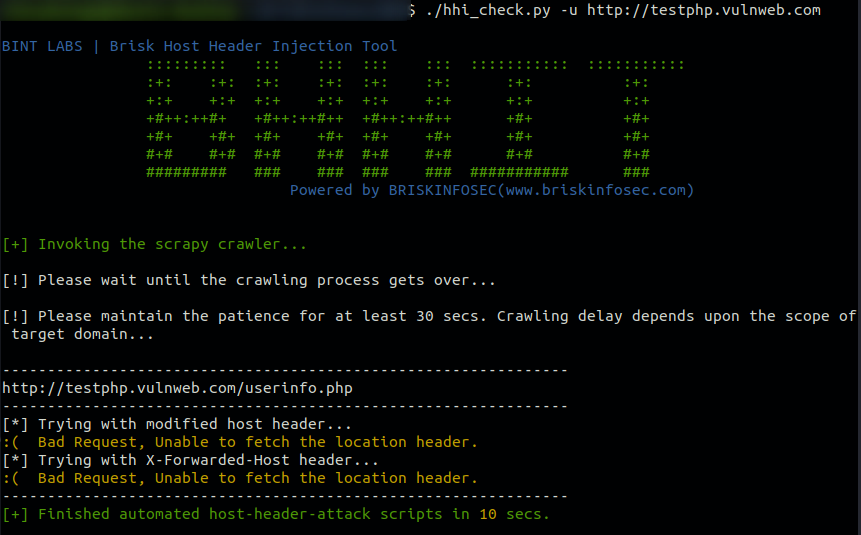 $ ./hhi_check.py -u http://testphp.vulnweb.com
BINT LABS | Brisk Host Header Injection Tool
:::::::::   :::    :::  :::    :::  :::::::::::  :::::::::::
:+:    :+:  :+:    :+:  :+:    :+:      :+:          :+:
+:+    +:+  +:+    +:+  +:+    +:+      +:+          +:+
+#++:++#+   +#++:++#++  +#++:++#++      +#+          +#+
+#+    +#+  +#+    +#+  +#+    +#+      +#+          +#+
#+#    #+#  #+#    #+#  #+#    #+#      #+#          #+#
#########   ###    ###  ###    ###  ###########      ###
Powered by BRISKINFOSEC(www.briskinfosec.com)
[+] Invoking the scrapy crawler...
[!] Please wait until the crawling process gets over...
[!] Please maintain the patience for at least 30 secs. Crawling delay depends upon the scope of
target domain...
---------------------------------------------------------------
http://testphp.vulnweb.com/userinfo.php
---------------------------------------------------------------
[*] Trying with modified host header...
:(  Bad Request, Unable to fetch the location header.
[*] Trying with X-Forwarded-Host header...
:(  Bad Request, Unable to fetch the location header.
---------------------------------------------------------------
[+] Finished automated host-header-attack scripts in 10 secs.